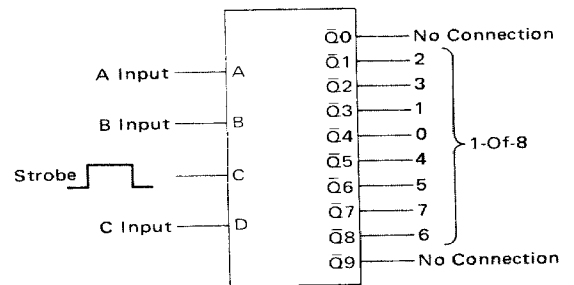 Q̅0 No Connection
Q̅1 2
A Input A
Q̅2 3
Q̅3 1
B Input B
Q̅4 0
1-Of-8
Q̅5 4
Strobe C
Q̅6 5
Q̅7 7
C Input D
Q̅8 6
Q̅9 No Connection